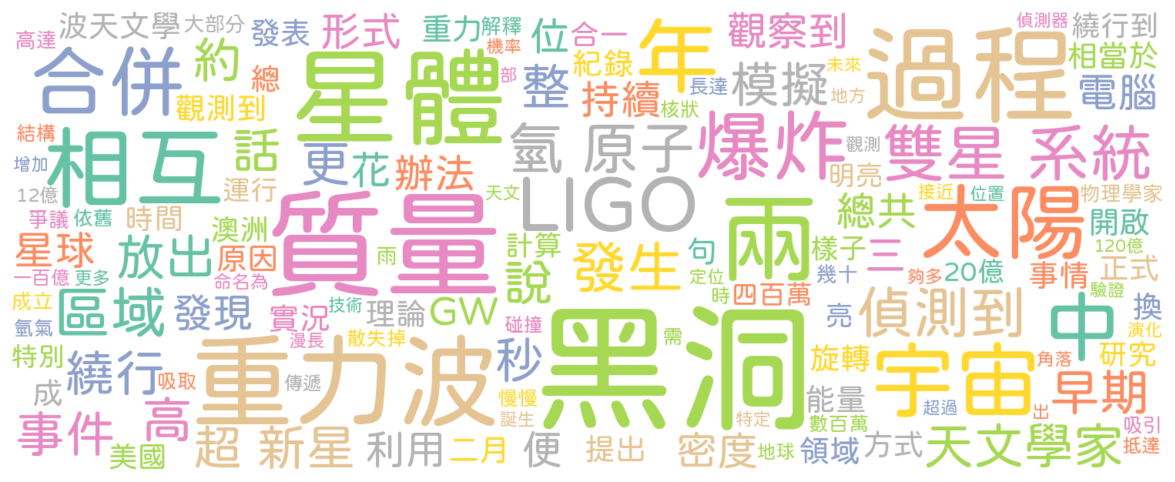 高達 波天文學 大部分 發表 形式 重力 解釋 機率 位 合一 年 觀察到 過程 偵測器 繞行到
合併 約 總 星體 部 整 紀錄 長達 模擬 未來 地方 相當於 電腦
觀測到 持續 核狀
結構 相互 話 更 花 辦法 氫 原子 爆炸 觀測 雙星 系統
增加 12億 運行 天文 LIGO 明亮 接近 位置 物理學家
爭議 依舊 時間 澳洲 質量 兩 總共 太陽 開啟
星球 放出 原因 雨 計算 發生 句 樣子 三 120億
一百億 更多 命名為 說 定位 幾十 夠多 20億 事情 正式
成立 區域 發現 實況 技術 理論 GW 時 四百萬 中 驗證 換
氫氣 漫長 散失掉 碰撞 黑洞 需 亮 偵測到 演化
特別 繞行 重力波 秒 旋轉 宇宙 角落 研究
成 吸取 傳遞 慢慢 能量 超過 早期
事件 高 誕生 特定 數百萬 出 吸引
美國 超 新星 利用 二月 便 提出 密度 地球 領域 方式 天文學家 抵達